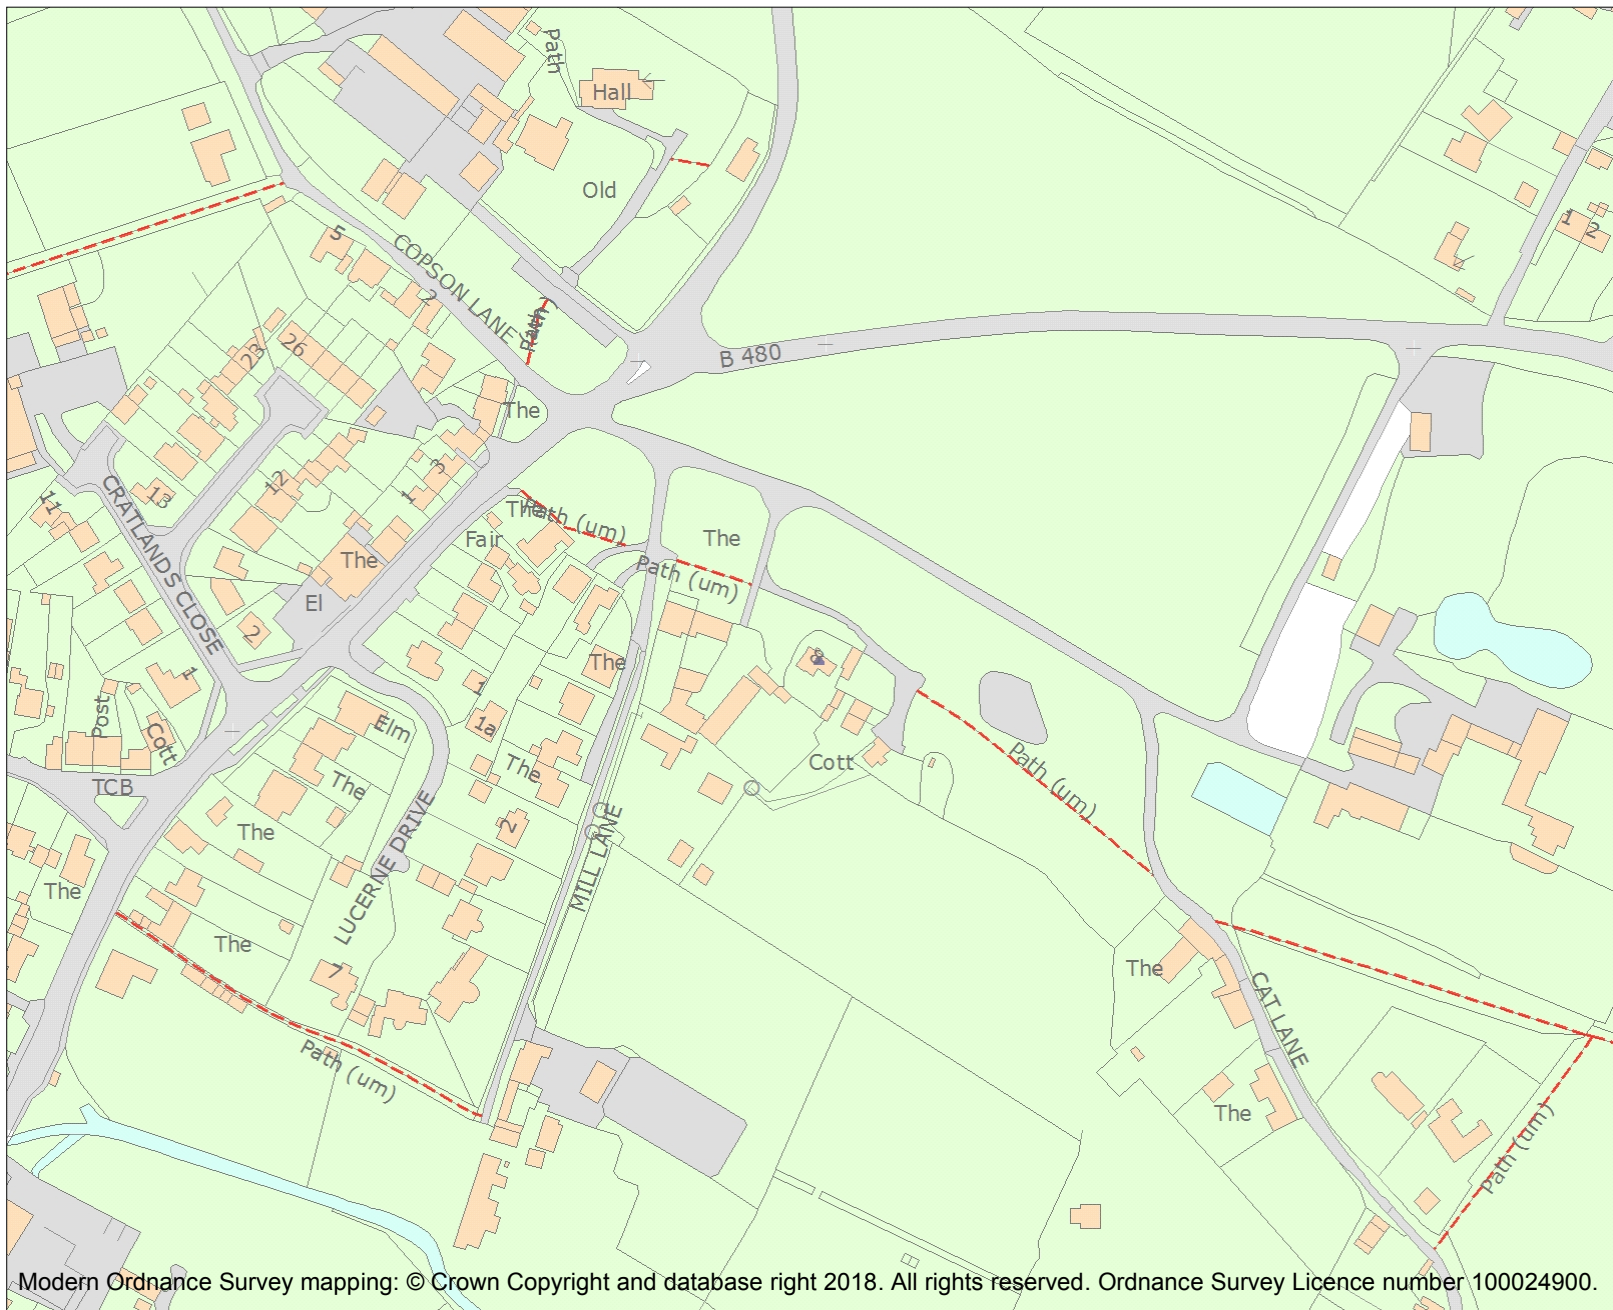 Path
Hall
Old
5
COPSON LANE
2
Path
1
2
B 480
23
26
The
3
1
12
13
11
CRATLANDS CLOSE
The
Path (um)
Fair
The
The
Path (um)
El
2
The
1
1
Post
Cott
Elm
1a
The
The
Cott
Path (um)
TCB
The
2
LUCERNE DRIVE
MILL LANE
The
The
7
The
CAT LANE
Path (um)
The
Path (um)
Modern Ordnance Survey mapping: © Crown Copyright and database right 2018. All rights reserved. Ordnance Survey Licence number 100024900.